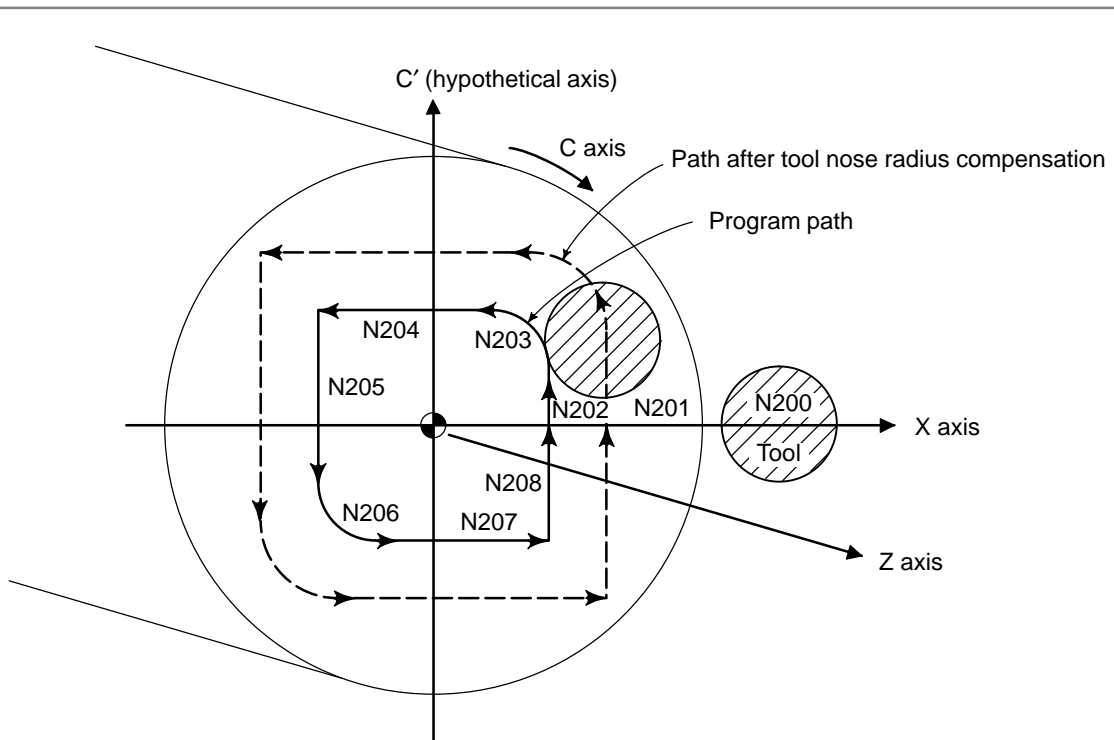 C′ (hypothetical axis)
C axis
Path after tool nose radius compensation
Program path
N204
N203
N205
N202
N201
N200
Tool
X axis
N208
N206
N207
Z axis